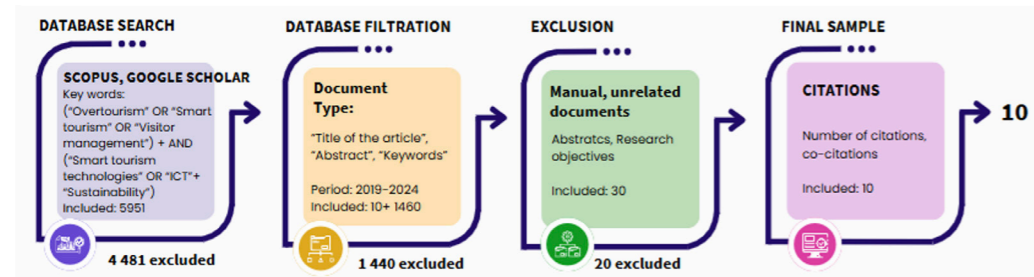 DATABASE SEARCH
SCOPUS, GOOGLE SCHOLAR
Key words:
("Overtourism" OR "Smart
tourism" OR "Visitor
management") + AND
("Smart tourism
technologies" OR "ICT"+
"Sustainability")
Included: 5951
4 481 excluded
DATABASE FILTRATION
Document
Type:
"Title of the article",
"Abstract", "Keywords"
Period: 2019-2024
Included: 10+ 1460
1 440 excluded
EXCLUSION
Manual, unrelated
documents
Abstratcs, Research
objectives
Included: 30
20 excluded
FINAL SAMPLE
CITATIONS
Number of citations,
co-citations
Included: 10
10